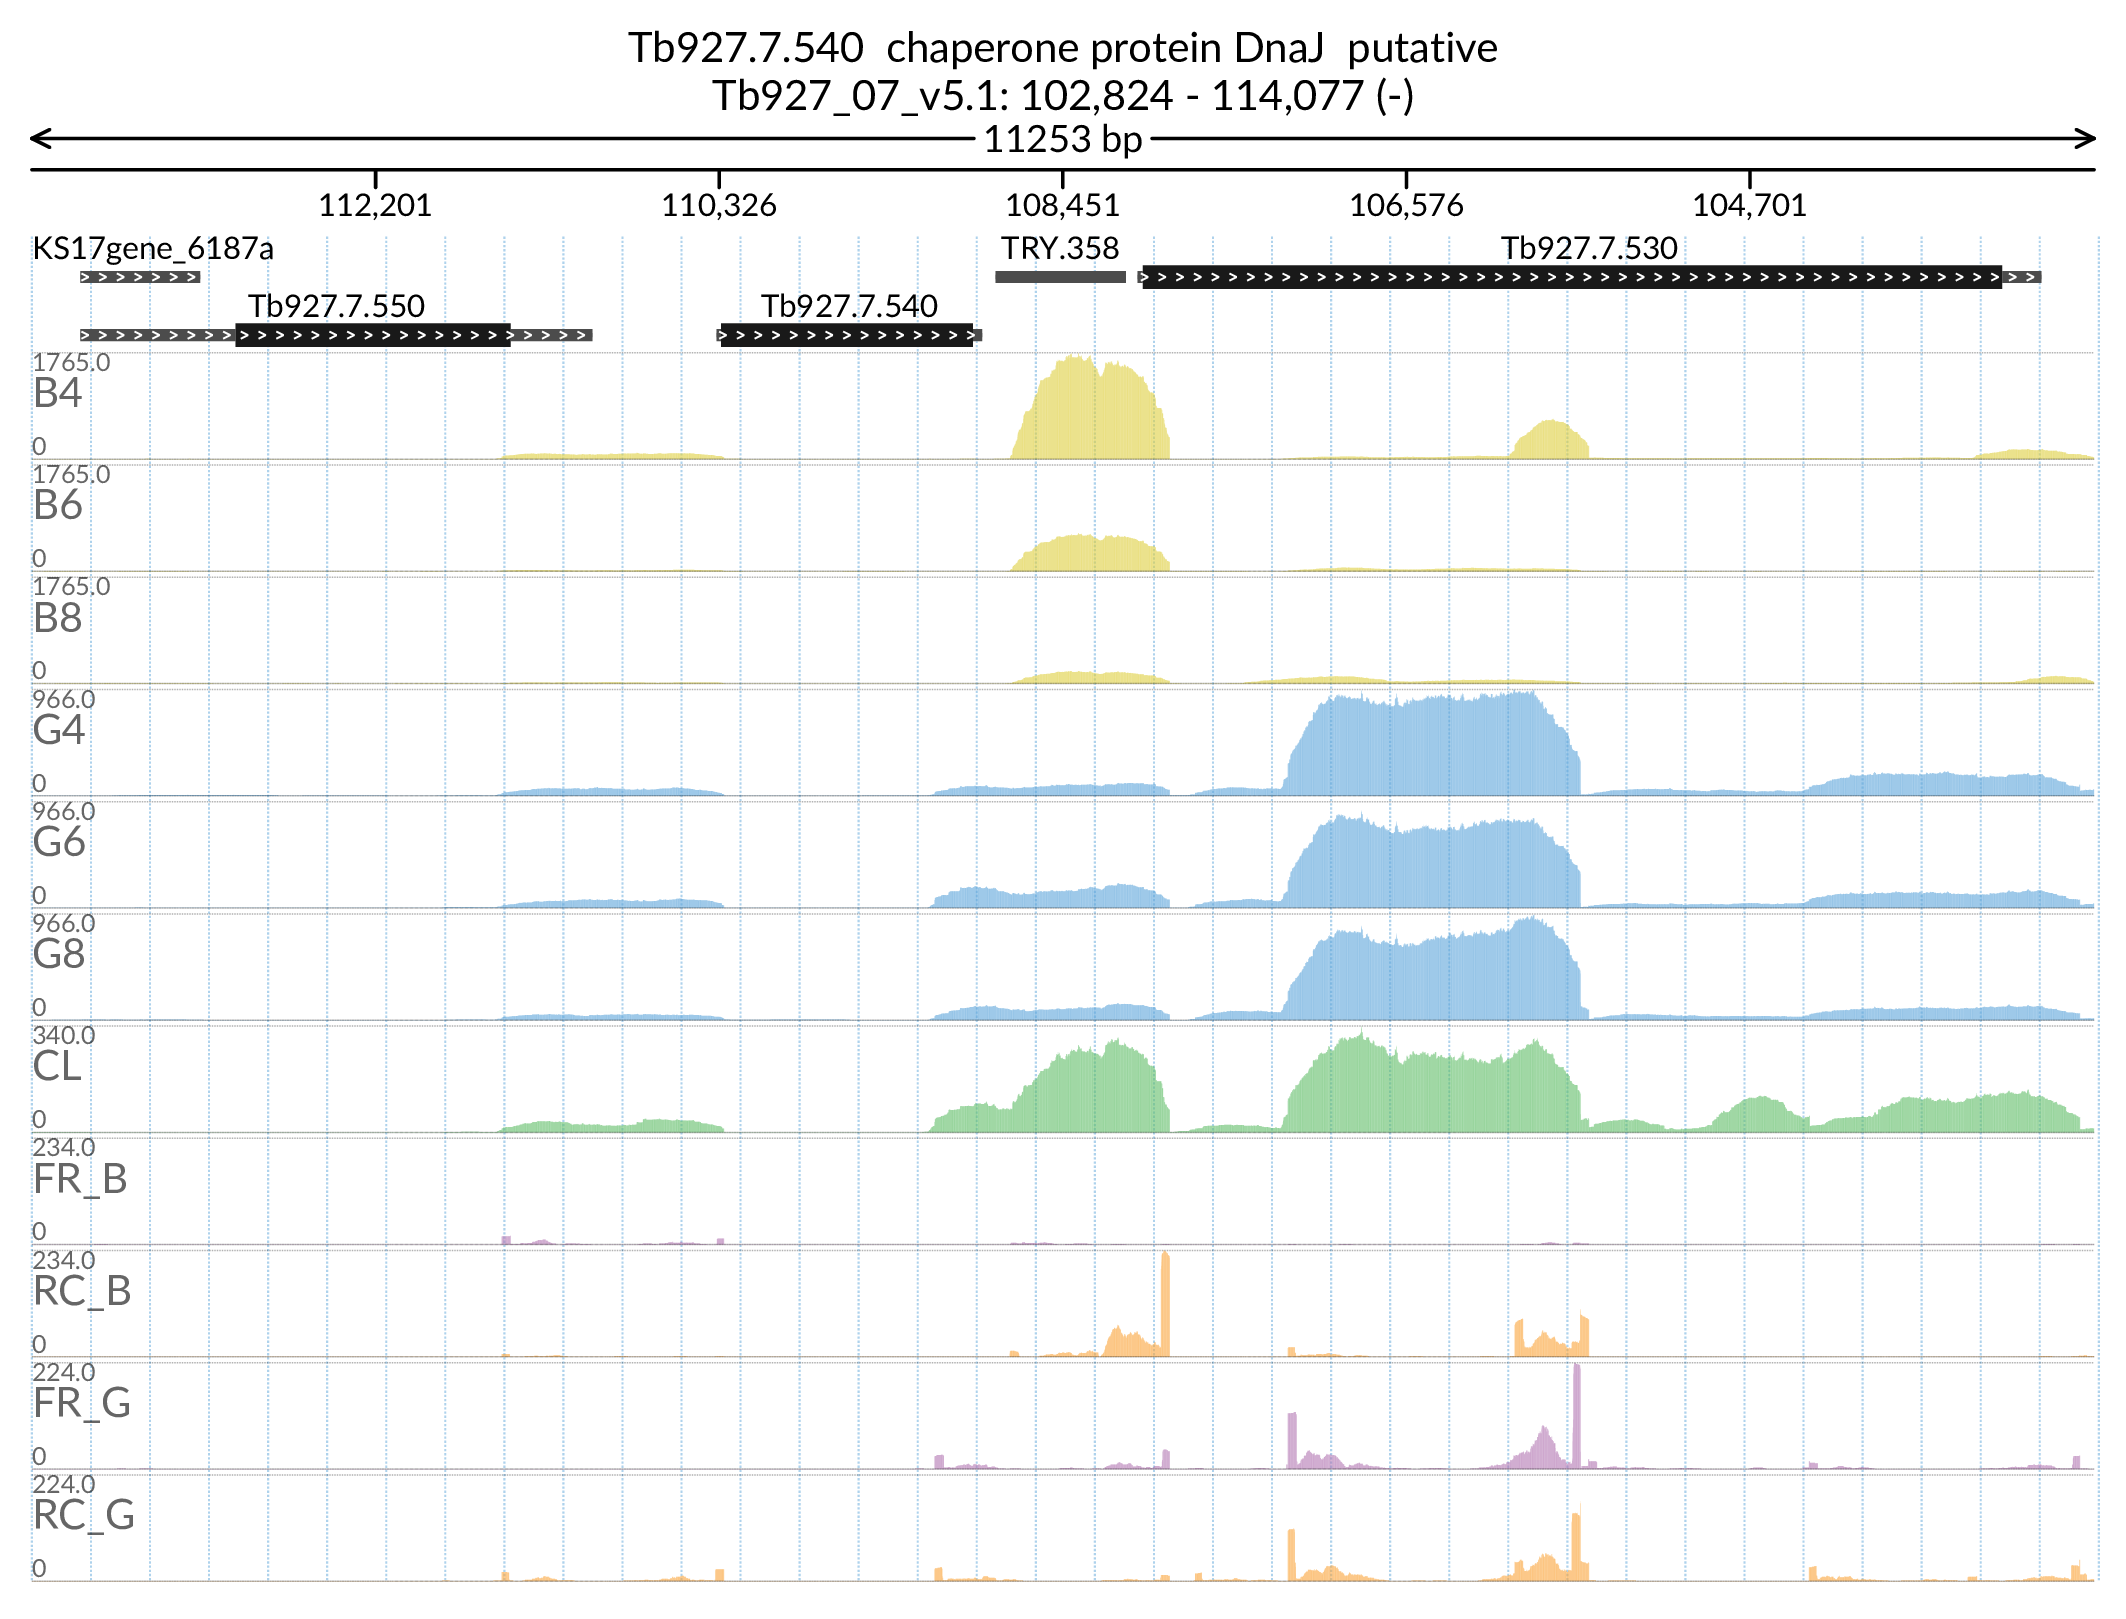 Tb927.7.540  chaperone protein DnaJ  putative
Tb927_07_v5.1: 102,824 - 114,077 (-)
11253 bp
112,201 110,326 108,451 106,576 104,701
KS17gene_6187a TRY.358 Tb927.7.530
Tb927.7.550 Tb927.7.540
1765.0
B4
0
1765.0
B6
0
1765.0
B8
0
966.0
G4
0
966.0
G6
0
966.0
G8
0
340.0
CL
0
234.0
FR_B
0
234.0
RC_B
0
224.0
FR_G
0
224.0
RC_G
0